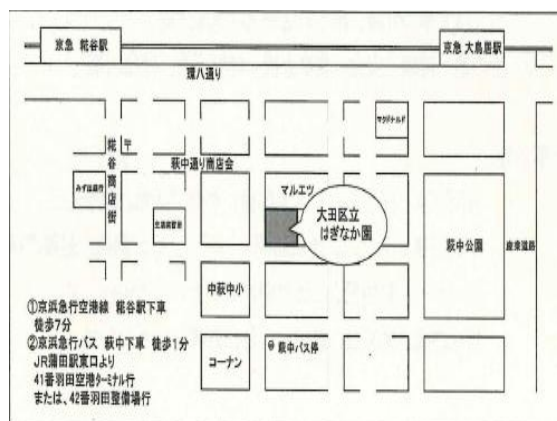 京急 糀谷駅
京急 大鳥居駅
環八通り
マクドナルド
糀谷商店街
〒
萩中通り商店会
みずほ銀行
マルエツ
大田区立
はぎなか園
萩中公園
産業道路
中萩中小
①京浜急行空港線 糀谷駅下車
徒歩7分
②京浜急行バス 萩中下車 徒歩1分
JR蒲田駅東口より
41番羽田空港ターミナル行
または、42番羽田整備場行
コーナン
萩中バス停